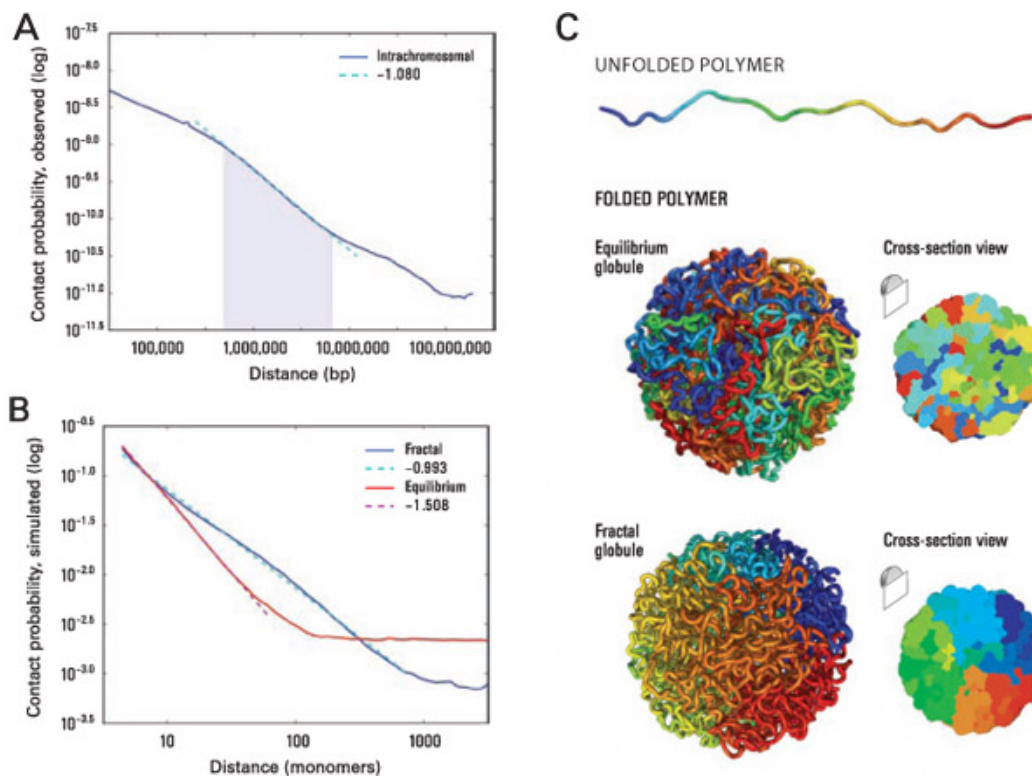 A
Contact probability, observed (log)
10-7.5
10-8.0
10-8.5
10-9.0
10-9.5
10-10.0
10-10.5
10-11.0
10-11.5
Intrachromosomal
-1.080
100,000 1,000,000 10,000,000 100,000,000
Distance (bp)
B
Contact probability, simulated (log)
10-0.5
10-1.0
10-1.5
10-2.0
10-2.5
10-3.0
10-3.5
Fractal
-0.993
Equilibrium
-1.508
10 100 1000
Distance (monomers)
C
UNFOLDED POLYMER
FOLDED POLYMER
Equilibrium
globule
Cross-section view
Fractal
globule
Cross-section view